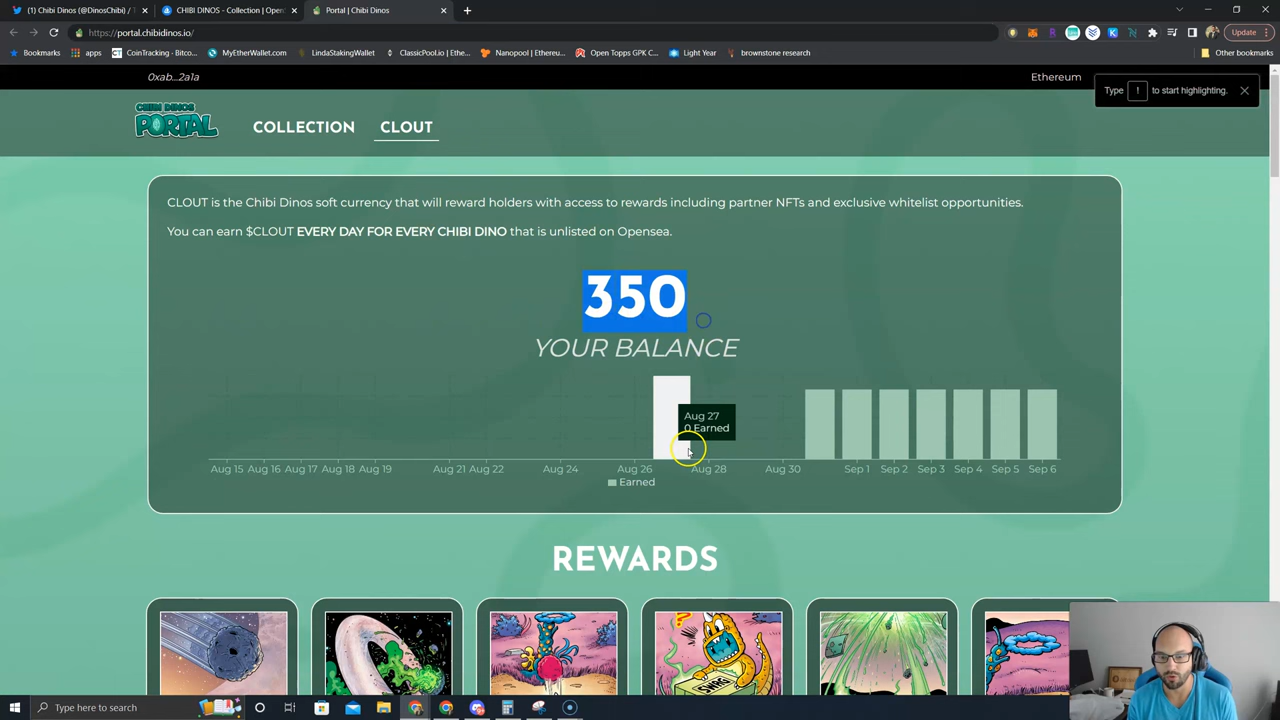 (1) Chibi Dinos (@DinosChibi) / T
CHIBI DINOS - Collection | Open
Portal | Chibi Dinos
https://portal.chibidinos.io/
Update
Bookmarks
apps
CoinTracking - Bitco...
MyEtherWallet.com
LindaStakingWallet
ClassicPool.io | Ethe...
Nanopool | Ethereu...
Open Topps GPK C...
Light Year
brownstone research
Other bookmarks
0xab...2a1a
Ethereum
Type ! to start highlighting.
CHIBI DINOS
PORTAL
COLLECTION
CLOUT
CLOUT is the Chibi Dinos soft currency that will reward holders with access to rewards including partner NFTs and exclusive whitelist opportunities.
You can earn $CLOUT EVERY DAY FOR EVERY CHIBI DINO that is unlisted on Opensea.
350
YOUR BALANCE
Aug 27
0 Earned
Aug 15 Aug 16 Aug 17 Aug 18 Aug 19 Aug 21 Aug 22 Aug 24 Aug 26 Aug 28 Aug 30 Sep 1 Sep 2 Sep 3 Sep 4 Sep 5 Sep 6
Earned
REWARDS
SWAG
Type here to search